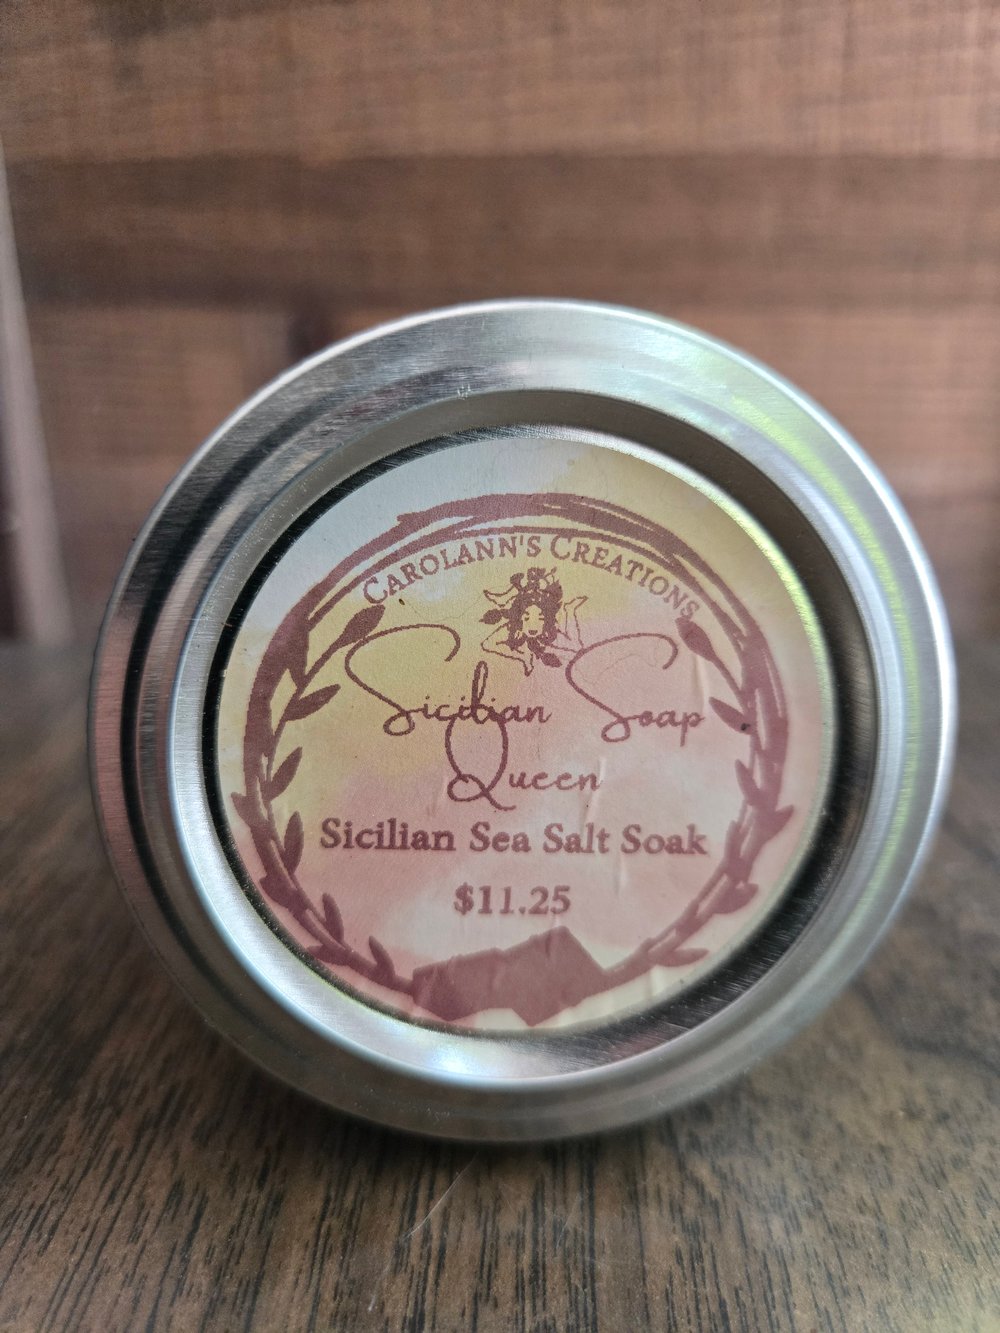 CAROLANN'S CREATIONS
Sicilian Soap
Queen
Sicilian Sea Salt Soak
$11.25